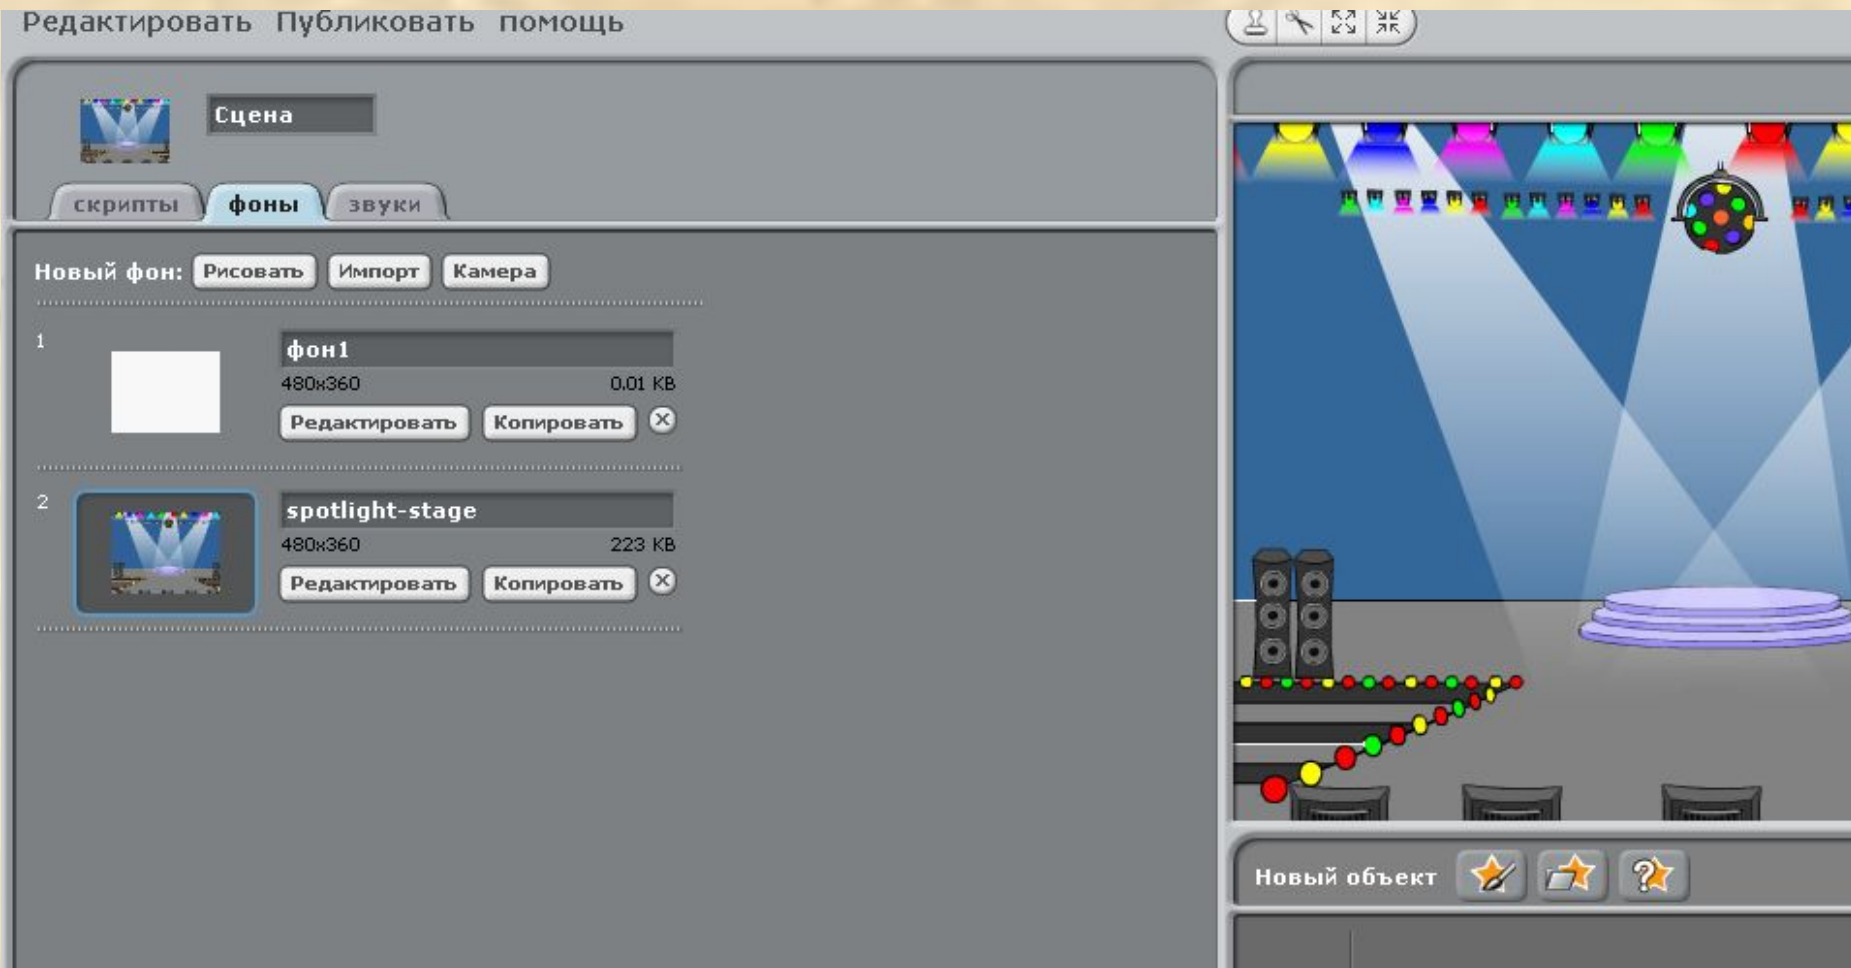 Редактировать Публиковать помощь
Сцена
скрипты фоны звуки
Новый фон: Рисовать Импорт Камера
1
фон1
480x360 0.01 KB
Редактировать Копировать
2
spotlight-stage
480x360 223 KB
Редактировать Копировать
Новый объект